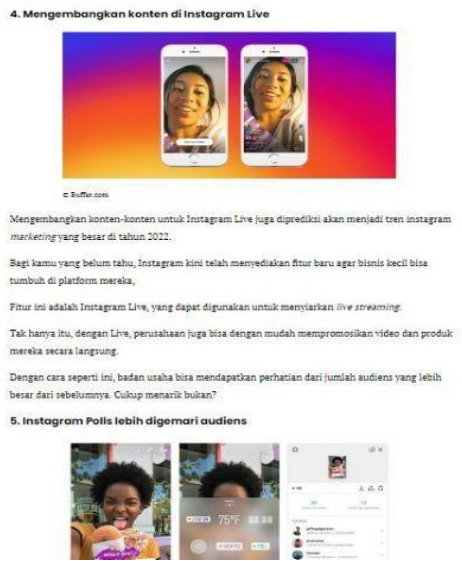 4. Mengembangkan konten di Instagram Live
© Buffer.com
Mengembangkan konten-konten untuk Instagram Live juga diprediksi akan menjadi tren instagram
marketing yang besar di tahun 2022.
Bagi kamu yang belum tahu, Instagram kini telah menyediakan fitur baru agar bisnis kecil bisa
tumbuh di platform mereka,
Fitur ini adalah Instagram Live, yang dapat digunakan untuk menyiarkan live streaming.
Tak hanya itu, dengan Live, perusahaan juga bisa dengan mudah mempromosikan video dan produk
mereka secara langsung.
Dengan cara seperti ini, badan usaha bisa mendapatkan perhatian dari jumlah audiens yang lebih
besar dari sebelumnya. Cukup menarik bukan?
5. Instagram Polls lebih digemari audiens
75°F